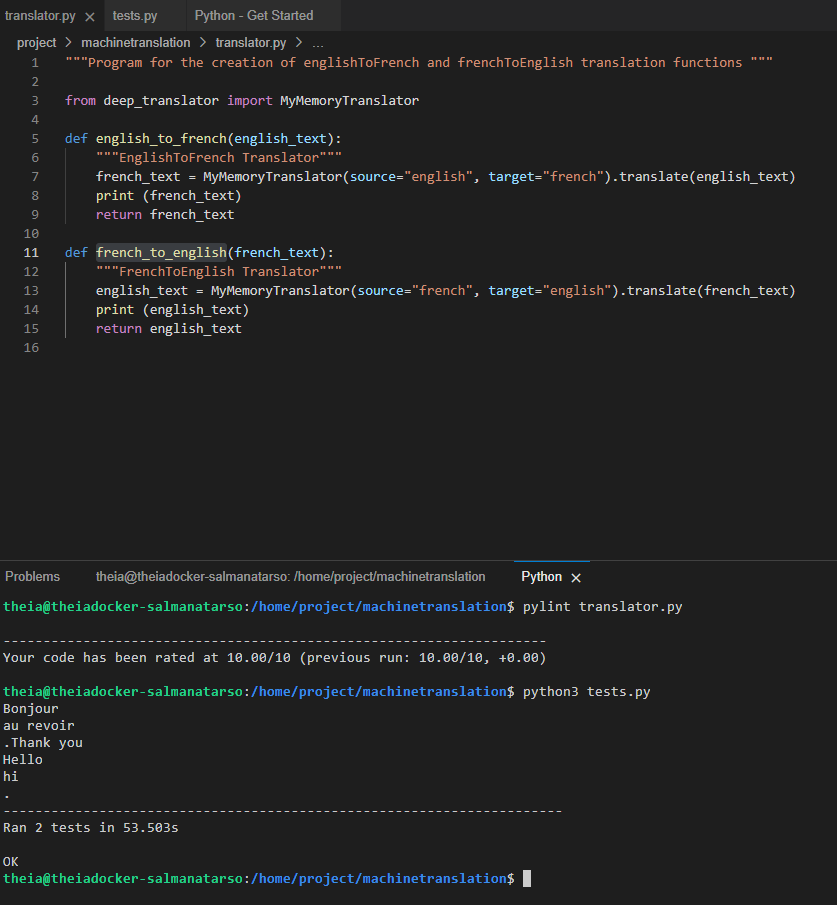 translator.py × tests.py Python - Get Started
project > machinetranslation > translator.py > ...
1 """Program for the creation of englishToFrench and frenchToEnglish translation functions """
2
3 from deep_translator import MyMemoryTranslator
4
5 def english_to_french(english_text):
6     """EnglishToFrench Translator"""
7     french_text = MyMemoryTranslator(source="english", target="french").translate(english_text)
8     print (french_text)
9     return french_text
10
11 def french_to_english(french_text):
12     """FrenchToEnglish Translator"""
13     english_text = MyMemoryTranslator(source="french", target="english").translate(french_text)
14     print (english_text)
15     return english_text
16
Problems theia@theiadocker-salmanatarso: /home/project/machinetranslation Python ×
theia@theiadocker-salmanatarso:/home/project/machinetranslation$ pylint translator.py
--------------------------------------------------------------------
Your code has been rated at 10.00/10 (previous run: 10.00/10, +0.00)
theia@theiadocker-salmanatarso:/home/project/machinetranslation$ python3 tests.py
Bonjour
au revoir
.Thank you
Hello
hi
.
----------------------------------------------------------------------
Ran 2 tests in 53.503s
OK
theia@theiadocker-salmanatarso:/home/project/machinetranslation$